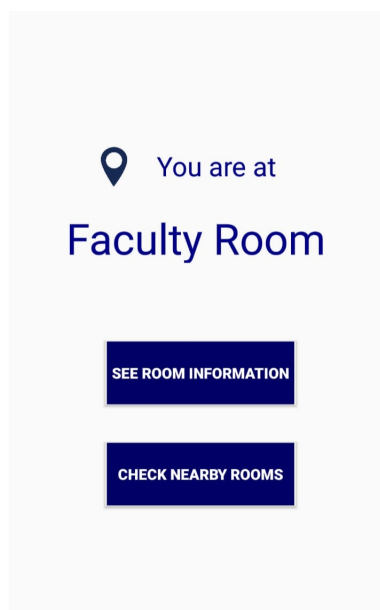 You are at
Faculty Room
SEE ROOM INFORMATION
CHECK NEARBY ROOMS